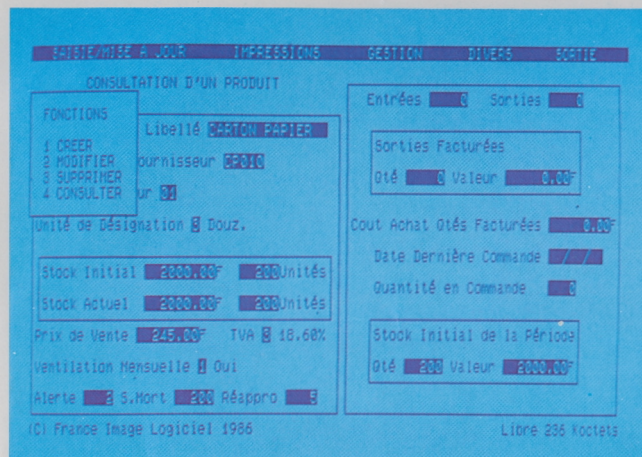 SAISIE/MISE A JOUR IMPRESSIONS GESTION DIVERS SORTIE
CONSULTATION D'UN PRODUIT
FONCTIONS
1 CREER
2 MODIFIER
3 SUPPRIMER
4 CONSULTER
Libellé CARTON PAPIER
ournisseur CP010
ur 01
Unité de Désignation Douz.
Stock Initial 2000.00F 200 Unités
Stock Actuel 2000.00F 200 Unités
Prix de Vente 245.00F TVA 18.60%
Ventilation Mensuelle 1 Oui
Alerte 2 S.Mort 200 Réappro 5
Entrées 0 Sorties 0
Sorties Facturées
Qté 0 Valeur 0.00F
Cout Achat Qtés Facturées 0.00F
Date Dernière Commande / /
Quantité en Commande 0
Stock Initial de la Période
Qté 200 Valeur 2000.00F
(C) France Image Logiciel 1986
Libre 236 Koctets